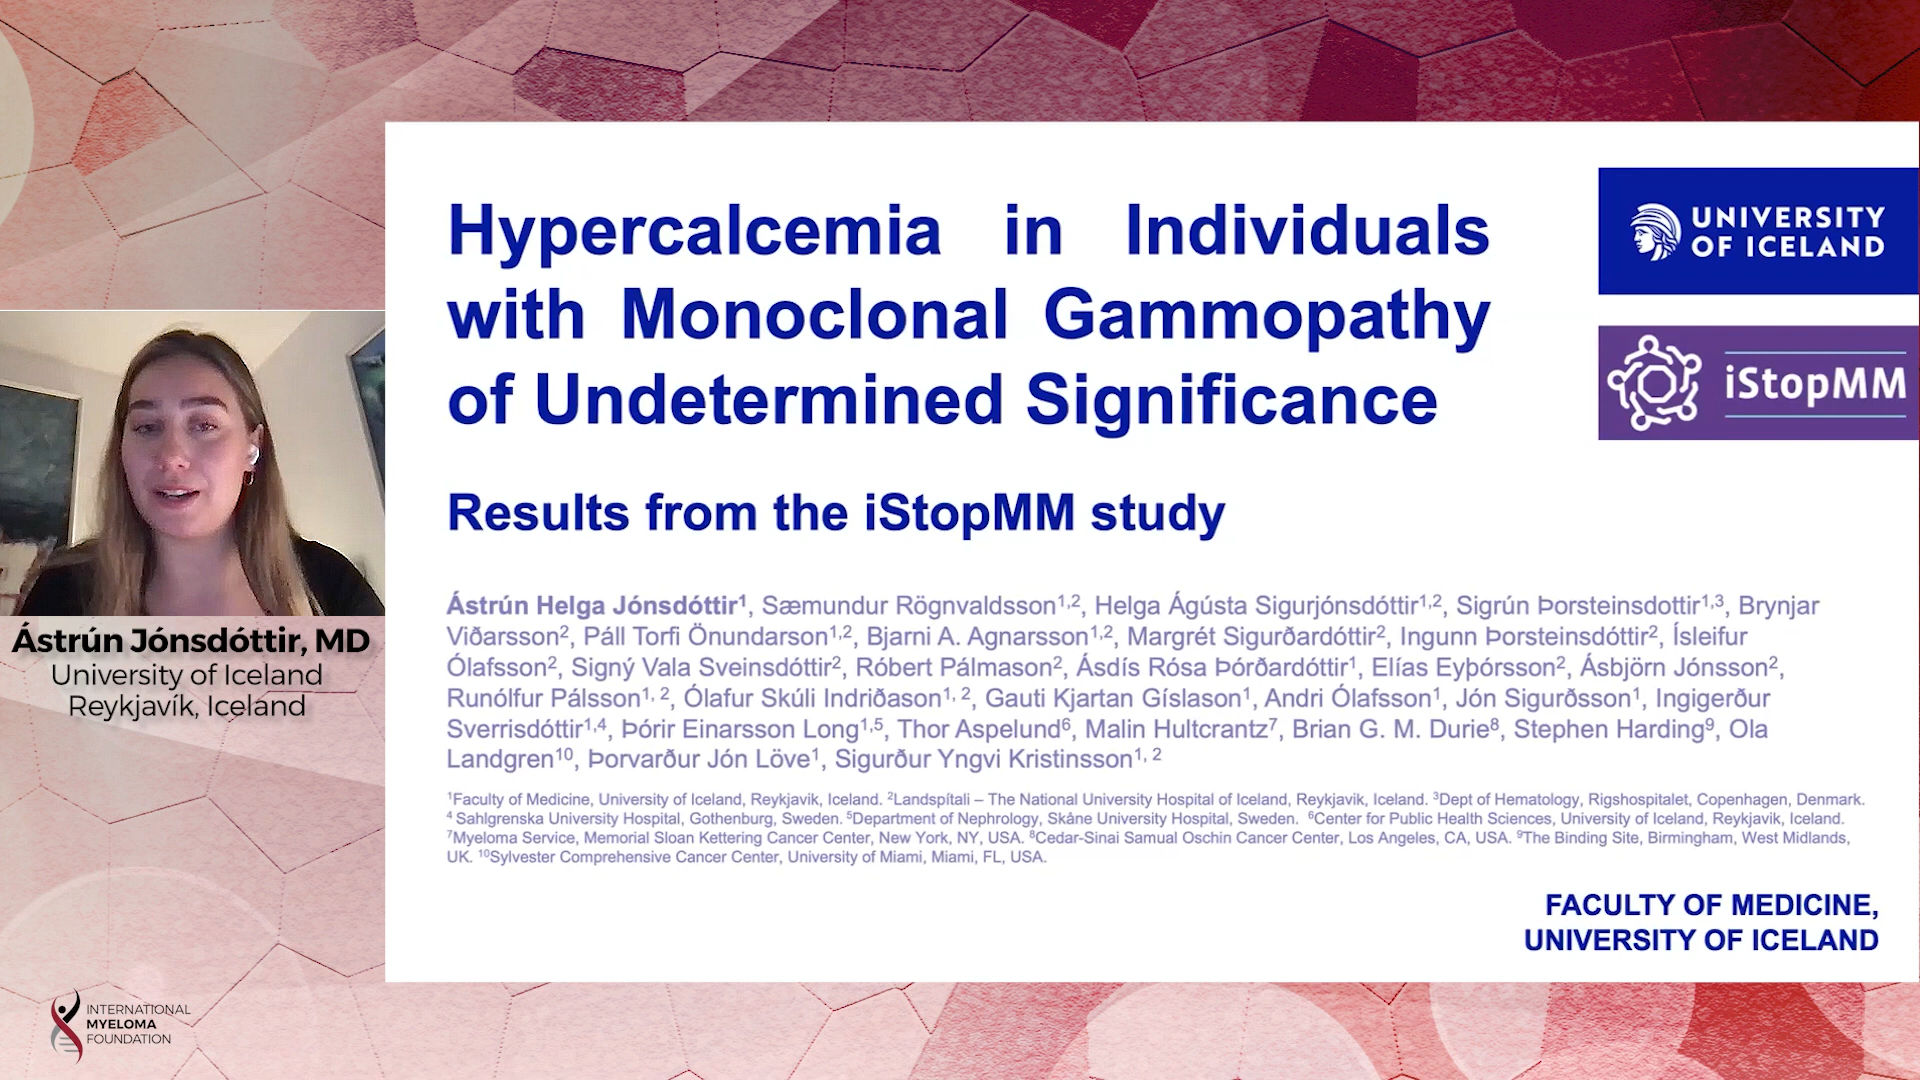 Hypercalcemia in Individuals
with Monoclonal Gammopathy
of Undetermined Significance
UNIVERSITY
OF ICELAND
iStopMM
Results from the iStopMM study
Ástrún Helga Jónsdóttir¹, Sæmundur Rögnvaldsson¹,², Helga Ágústa Sigurjónsdóttir¹,², Sigrún Þorsteinsdottir¹,³, Brynjar
Viðarsson², Páll Torfi Önundarson¹,², Bjarni A. Agnarsson¹,², Margrét Sigurðardóttir², Ingunn Þorsteinsdóttir², Ísleifur
Ólafsson², Signý Vala Sveinsdóttir², Róbert Pálmason², Ásdís Rósa Þórðardóttir¹, Elías Eyþórsson², Ásbjörn Jónsson²,
Runólfur Pálsson¹, ², Ólafur Skúli Indriðason¹, ², Gauti Kjartan Gíslason¹, Andri Ólafsson¹, Jón Sigurðsson¹, Ingigerður
Sverrisdóttir¹,⁴, Þórir Einarsson Long¹,⁵, Thor Aspelund⁶, Malin Hultcrantz⁷, Brian G. M. Durie⁸, Stephen Harding⁹, Ola
Landgren¹⁰, Þorvarður Jón Löve¹, Sigurður Yngvi Kristinsson¹, ²
¹Faculty of Medicine, University of Iceland, Reykjavik, Iceland. ²Landspítali – The National University Hospital of Iceland, Reykjavik, Iceland. ³Dept of Hematology, Rigshospitalet, Copenhagen, Denmark.
⁴ Sahlgrenska University Hospital, Gothenburg, Sweden. ⁵Department of Nephrology, Skåne University Hospital, Sweden. ⁶Center for Public Health Sciences, University of Iceland, Reykjavik, Iceland.
⁷Myeloma Service, Memorial Sloan Kettering Cancer Center, New York, NY, USA. ⁸Cedar-Sinai Samual Oschin Cancer Center, Los Angeles, CA, USA. ⁹The Binding Site, Birmingham, West Midlands,
UK. ¹⁰Sylvester Comprehensive Cancer Center, University of Miami, Miami, FL, USA.
FACULTY OF MEDICINE,
UNIVERSITY OF ICELAND
Ástrún Jónsdóttir, MD
University of Iceland
Reykjavík, Iceland
INTERNATIONAL
MYELOMA
FOUNDATION